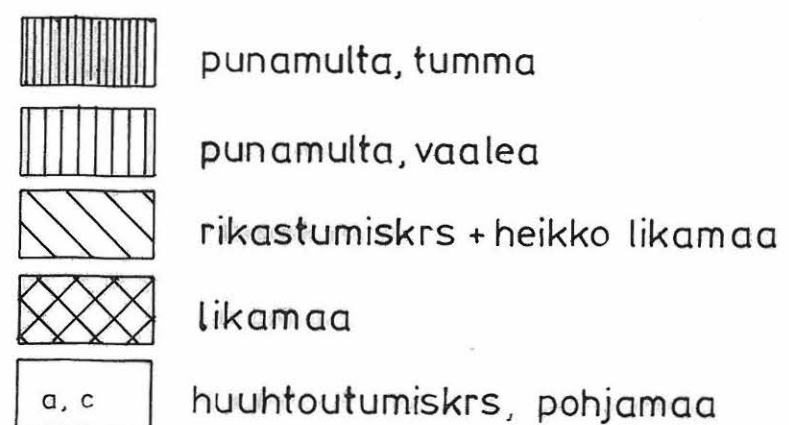 punamulta, tumma
punamulta, vaalea
rikastumiskrs + heikko likamaa
likamaa
a, c huuhtoutumiskrs, pohjamaa